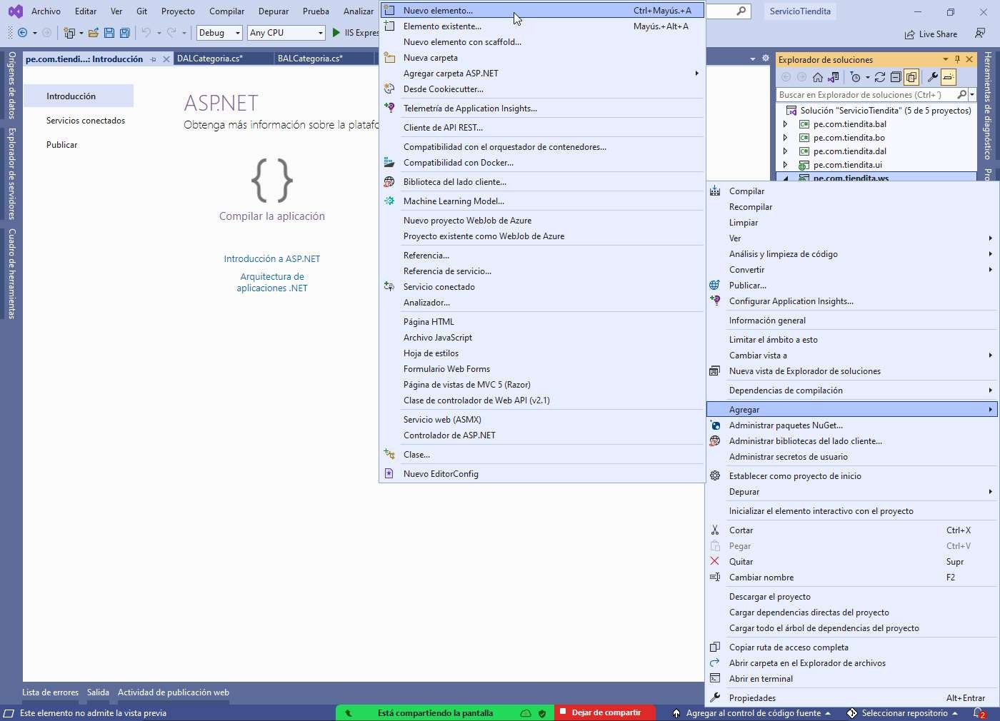 Archivo Editar Ver Git Proyecto Compilar Depurar Prueba Analizar
ServicioTiendita
Debug Any CPU IIS Expres
Live Share
pe.com.tiendi...: Introducción DALCategoria.cs* BALCategoria.cs*
Orígenes de datos
Explorador de servidores
Cuadro de herramientas
Introducción
Servicios conectados
Publicar
ASP.NET
Obtenga más información sobre la platafo
{ }
Compilar la aplicación
Introducción a ASP.NET
Arquitectura de
aplicaciones .NET
Nuevo elemento... Ctrl+Mayús.+A
Elemento existente... Mayús.+Alt+A
Nuevo elemento con scaffold...
Nueva carpeta
Agregar carpeta ASP.NET
Desde Cookiecutter...
Telemetría de Application Insights...
Cliente de API REST...
Compatibilidad con el orquestador de contenedores...
Compatibilidad con Docker...
Biblioteca del lado cliente...
Machine Learning Model...
Nuevo proyecto WebJob de Azure
Proyecto existente como WebJob de Azure
Referencia...
Referencia de servicio...
Servicio conectado
Analizador...
Página HTML
Archivo JavaScript
Hoja de estilos
Formulario Web Forms
Página de vistas de MVC 5 (Razor)
Clase de controlador de Web API (v2.1)
Servicio web (ASMX)
Controlador de ASP.NET
Clase...
Nuevo EditorConfig
Explorador de soluciones
Buscar en Explorador de soluciones (Ctrl+´)
Solución "ServicioTiendita" (5 de 5 proyectos)
C# pe.com.tiendita.bal
C# pe.com.tiendita.bo
C# pe.com.tiendita.dal
pe.com.tiendita.ui
pe.com.tiendita.ws
Herramientas de diagnóstico
Pro
Compilar
Recompilar
Limpiar
Ver
Análisis y limpieza de código
Convertir
Publicar...
Configurar Application Insights...
Información general
Limitar el ámbito a esto
Cambiar vista a
Nueva vista de Explorador de soluciones
Dependencias de compilación
Agregar
Administrar paquetes NuGet...
Administrar bibliotecas del lado cliente...
Administrar secretos de usuario
Establecer como proyecto de inicio
Depurar
Inicializar el elemento interactivo con el proyecto
Cortar Ctrl+X
Pegar Ctrl+V
Quitar Supr
Cambiar nombre F2
Descargar el proyecto
Cargar dependencias directas del proyecto
Cargar todo el árbol de dependencias del proyecto
Copiar ruta de acceso completa
Abrir carpeta en el Explorador de archivos
Abrir en terminal
Propiedades Alt+Entrar
Lista de errores Salida Actividad de publicación web
Este elemento no admite la vista previa
Está compartiendo la pantalla Dejar de compartir
Agregar al control de código fuente Seleccionar repositorio 2